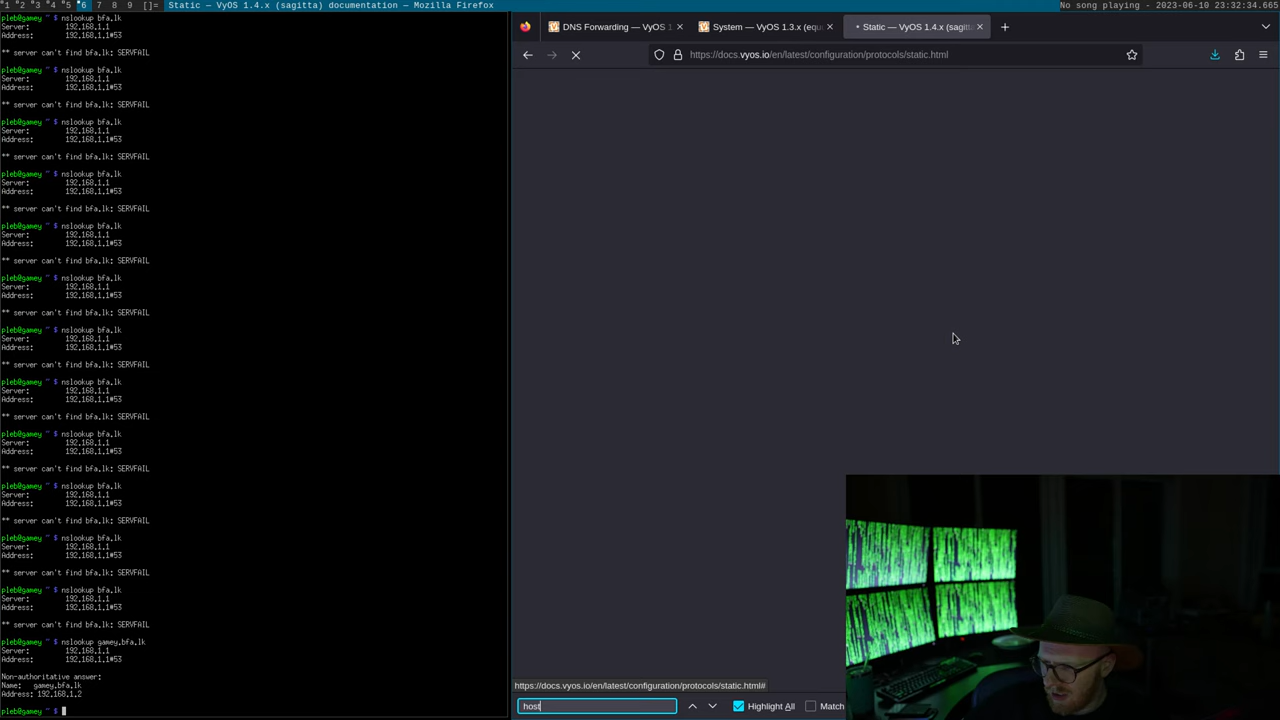 1 2 3 4 5 6 7 8 9 []= Static — VyOS 1.4.x (sagitta) documentation — Mozilla Firefox No song playing - 2023-06-10 23:32:34.665
pleb@gamey ~ $ nslookup bfa.lk
Server: 192.168.1.1
Address: 192.168.1.1#53
** server can't find bfa.lk: SERVFAIL
pleb@gamey ~ $ nslookup bfa.lk
Server: 192.168.1.1
Address: 192.168.1.1#53
** server can't find bfa.lk: SERVFAIL
pleb@gamey ~ $ nslookup bfa.lk
Server: 192.168.1.1
Address: 192.168.1.1#53
** server can't find bfa.lk: SERVFAIL
pleb@gamey ~ $ nslookup bfa.lk
Server: 192.168.1.1
Address: 192.168.1.1#53
** server can't find bfa.lk: SERVFAIL
pleb@gamey ~ $ nslookup bfa.lk
Server: 192.168.1.1
Address: 192.168.1.1#53
** server can't find bfa.lk: SERVFAIL
pleb@gamey ~ $ nslookup bfa.lk
Server: 192.168.1.1
Address: 192.168.1.1#53
** server can't find bfa.lk: SERVFAIL
pleb@gamey ~ $ nslookup bfa.lk
Server: 192.168.1.1
Address: 192.168.1.1#53
** server can't find bfa.lk: SERVFAIL
pleb@gamey ~ $ nslookup bfa.lk
Server: 192.168.1.1
Address: 192.168.1.1#53
** server can't find bfa.lk: SERVFAIL
pleb@gamey ~ $ nslookup bfa.lk
Server: 192.168.1.1
Address: 192.168.1.1#53
** server can't find bfa.lk: SERVFAIL
pleb@gamey ~ $ nslookup bfa.lk
Server: 192.168.1.1
Address: 192.168.1.1#53
** server can't find bfa.lk: SERVFAIL
pleb@gamey ~ $ nslookup bfa.lk
Server: 192.168.1.1
Address: 192.168.1.1#53
** server can't find bfa.lk: SERVFAIL
pleb@gamey ~ $ nslookup bfa.lk
Server: 192.168.1.1
Address: 192.168.1.1#53
** server can't find bfa.lk: SERVFAIL
pleb@gamey ~ $ nslookup gamey.bfa.lk
Server: 192.168.1.1
Address: 192.168.1.1#53
Non-authoritative answer:
Name: gamey.bfa.lk
Address: 192.168.1.2
pleb@gamey ~ $
DNS Forwarding — VyOS 1 System — VyOS 1.3.x (equ Static — VyOS 1.4.x (sagit
https://docs.vyos.io/en/latest/configuration/protocols/static.html
https://docs.vyos.io/en/latest/configuration/protocols/static.html#
host Highlight All Match